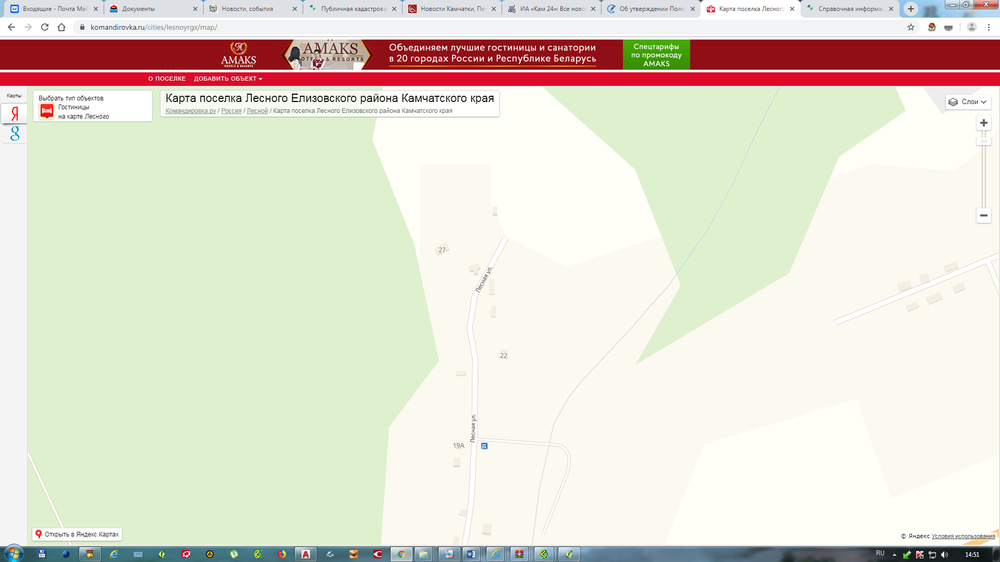 Входящие - Почта Mail
Документы
Новости, события
Публичная кадастрова
Новости Камчатки, Пет
ИА «Кам 24»: Все ново
Об утверждении Поло
Карта поселка Лесного
Справочная информац
komandirovka.ru/cities/lesnoyrgx/map/
AMAKS
HOTELS & RESORTS
AMAKS
HOTELS & RESORTS
Объединяем лучшие гостиницы и санатории
в 20 городах России и Республике Беларусь
Спецтарифы
по промокоду
AMAKS
О ПОСЕЛКЕ
ДОБАВИТЬ ОБЪЕКТ
Карты
Я
g
Выбрать тип объектов
Гостиницы
на карте Лесного
Карта поселка Лесного Елизовского района Камчатского края
Командировка.ру / Россия / Лесной / Карта поселка Лесного Елизовского района Камчатского края
Слои
27
Лесная ул.
22
Лесная ул.
19А
Открыть в Яндекс.Картах
© Яндекс Условия использования
64
RU
14:51